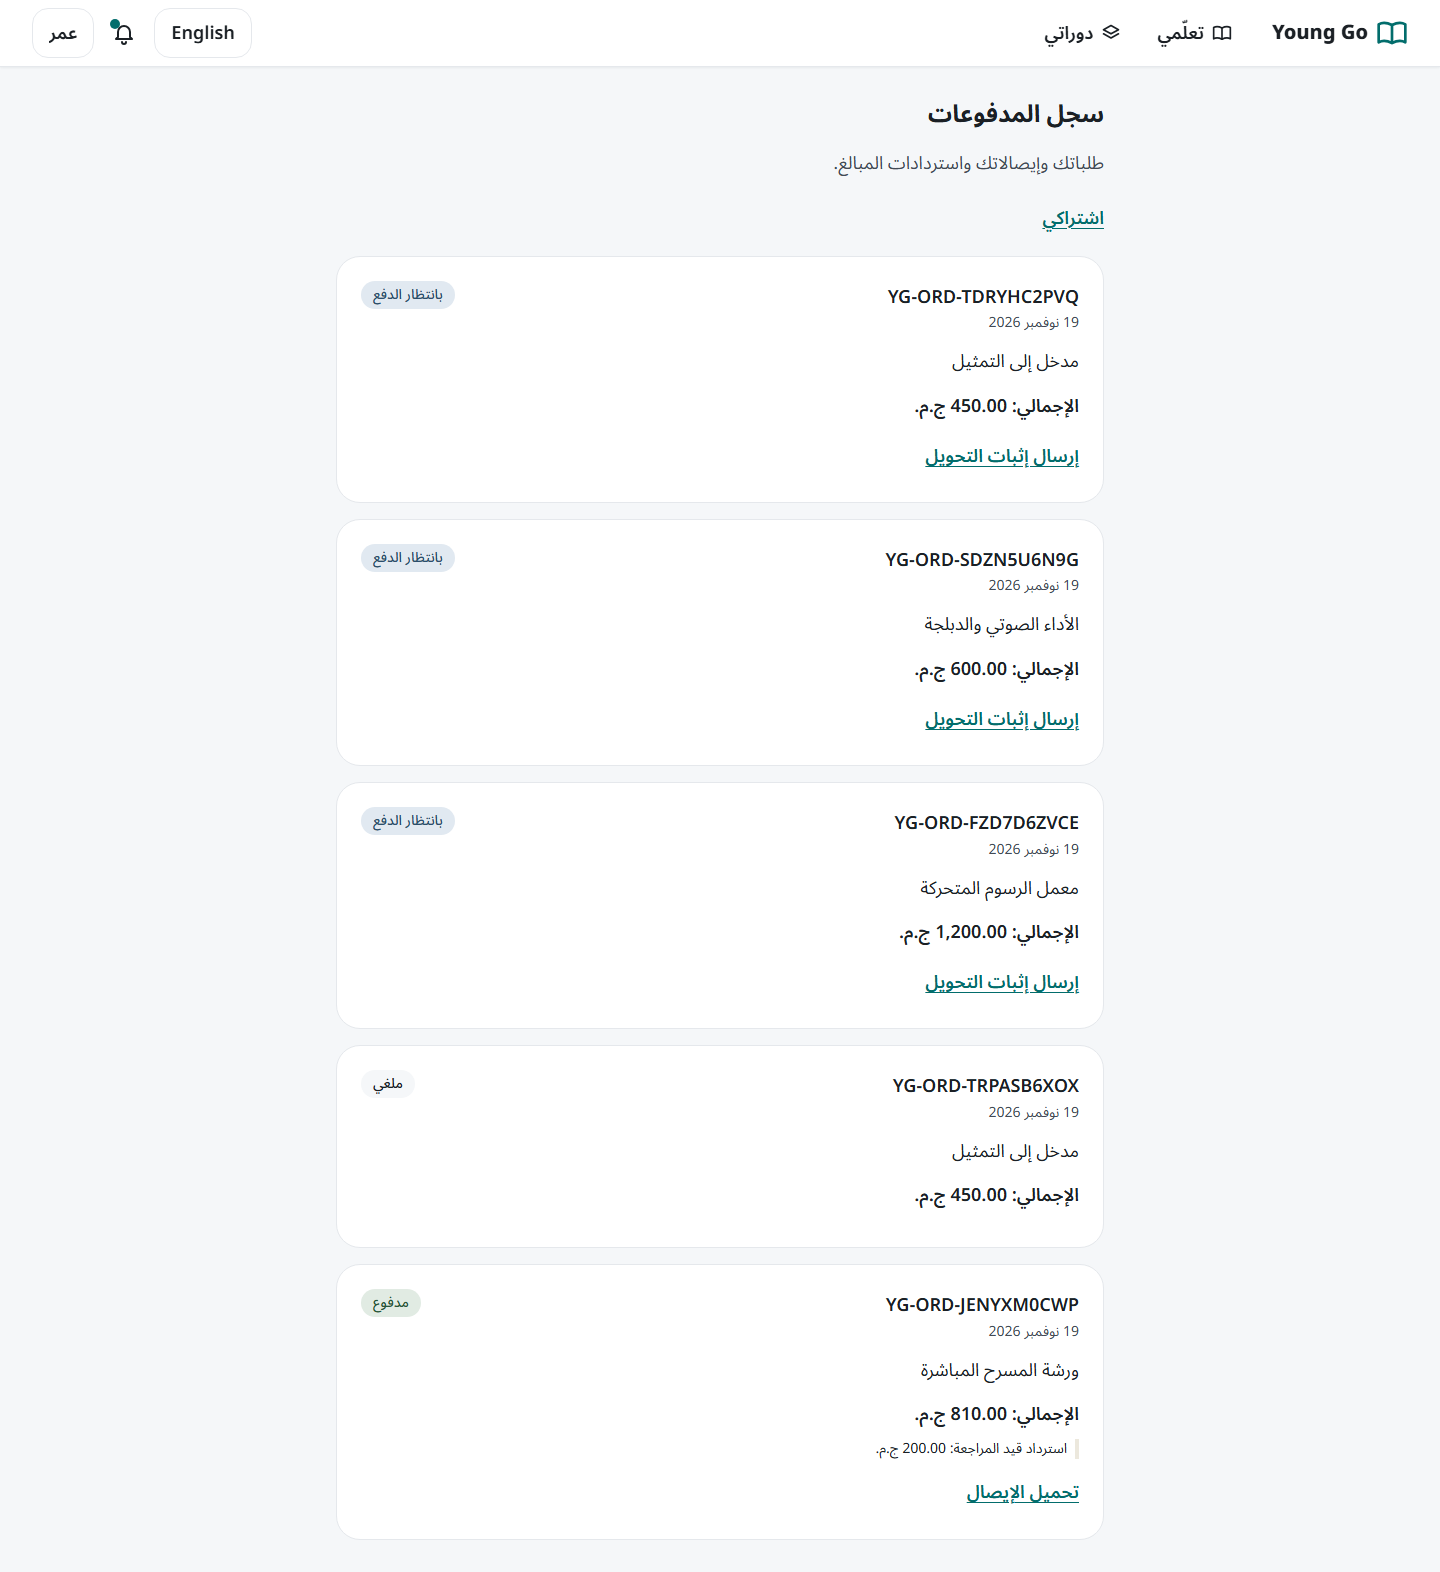 Young Go
تعلّمي
دوراتي
English
عمر
سجل المدفوعات
طلباتك وإيصالاتك واستردادات المبالغ.
اشتراكي
YG-ORD-TDRYHC2PVQ
بانتظار الدفع
19 نوفمبر 2026
مدخل إلى التمثيل
الإجمالي: 450.00 ج.م.
إرسال إثبات التحويل
YG-ORD-SDZN5U6N9G
بانتظار الدفع
19 نوفمبر 2026
الأداء الصوتي والدبلجة
الإجمالي: 600.00 ج.م.
إرسال إثبات التحويل
YG-ORD-FZD7D6ZVCE
بانتظار الدفع
19 نوفمبر 2026
معمل الرسوم المتحركة
الإجمالي: 1,200.00 ج.م.
إرسال إثبات التحويل
YG-ORD-TRPASB6XOX
ملغي
19 نوفمبر 2026
مدخل إلى التمثيل
الإجمالي: 450.00 ج.م.
YG-ORD-JENYXM0CWP
مدفوع
19 نوفمبر 2026
ورشة المسرح المباشرة
الإجمالي: 810.00 ج.م.
استرداد قيد المراجعة: 200.00 ج.م.
تحميل الإيصال